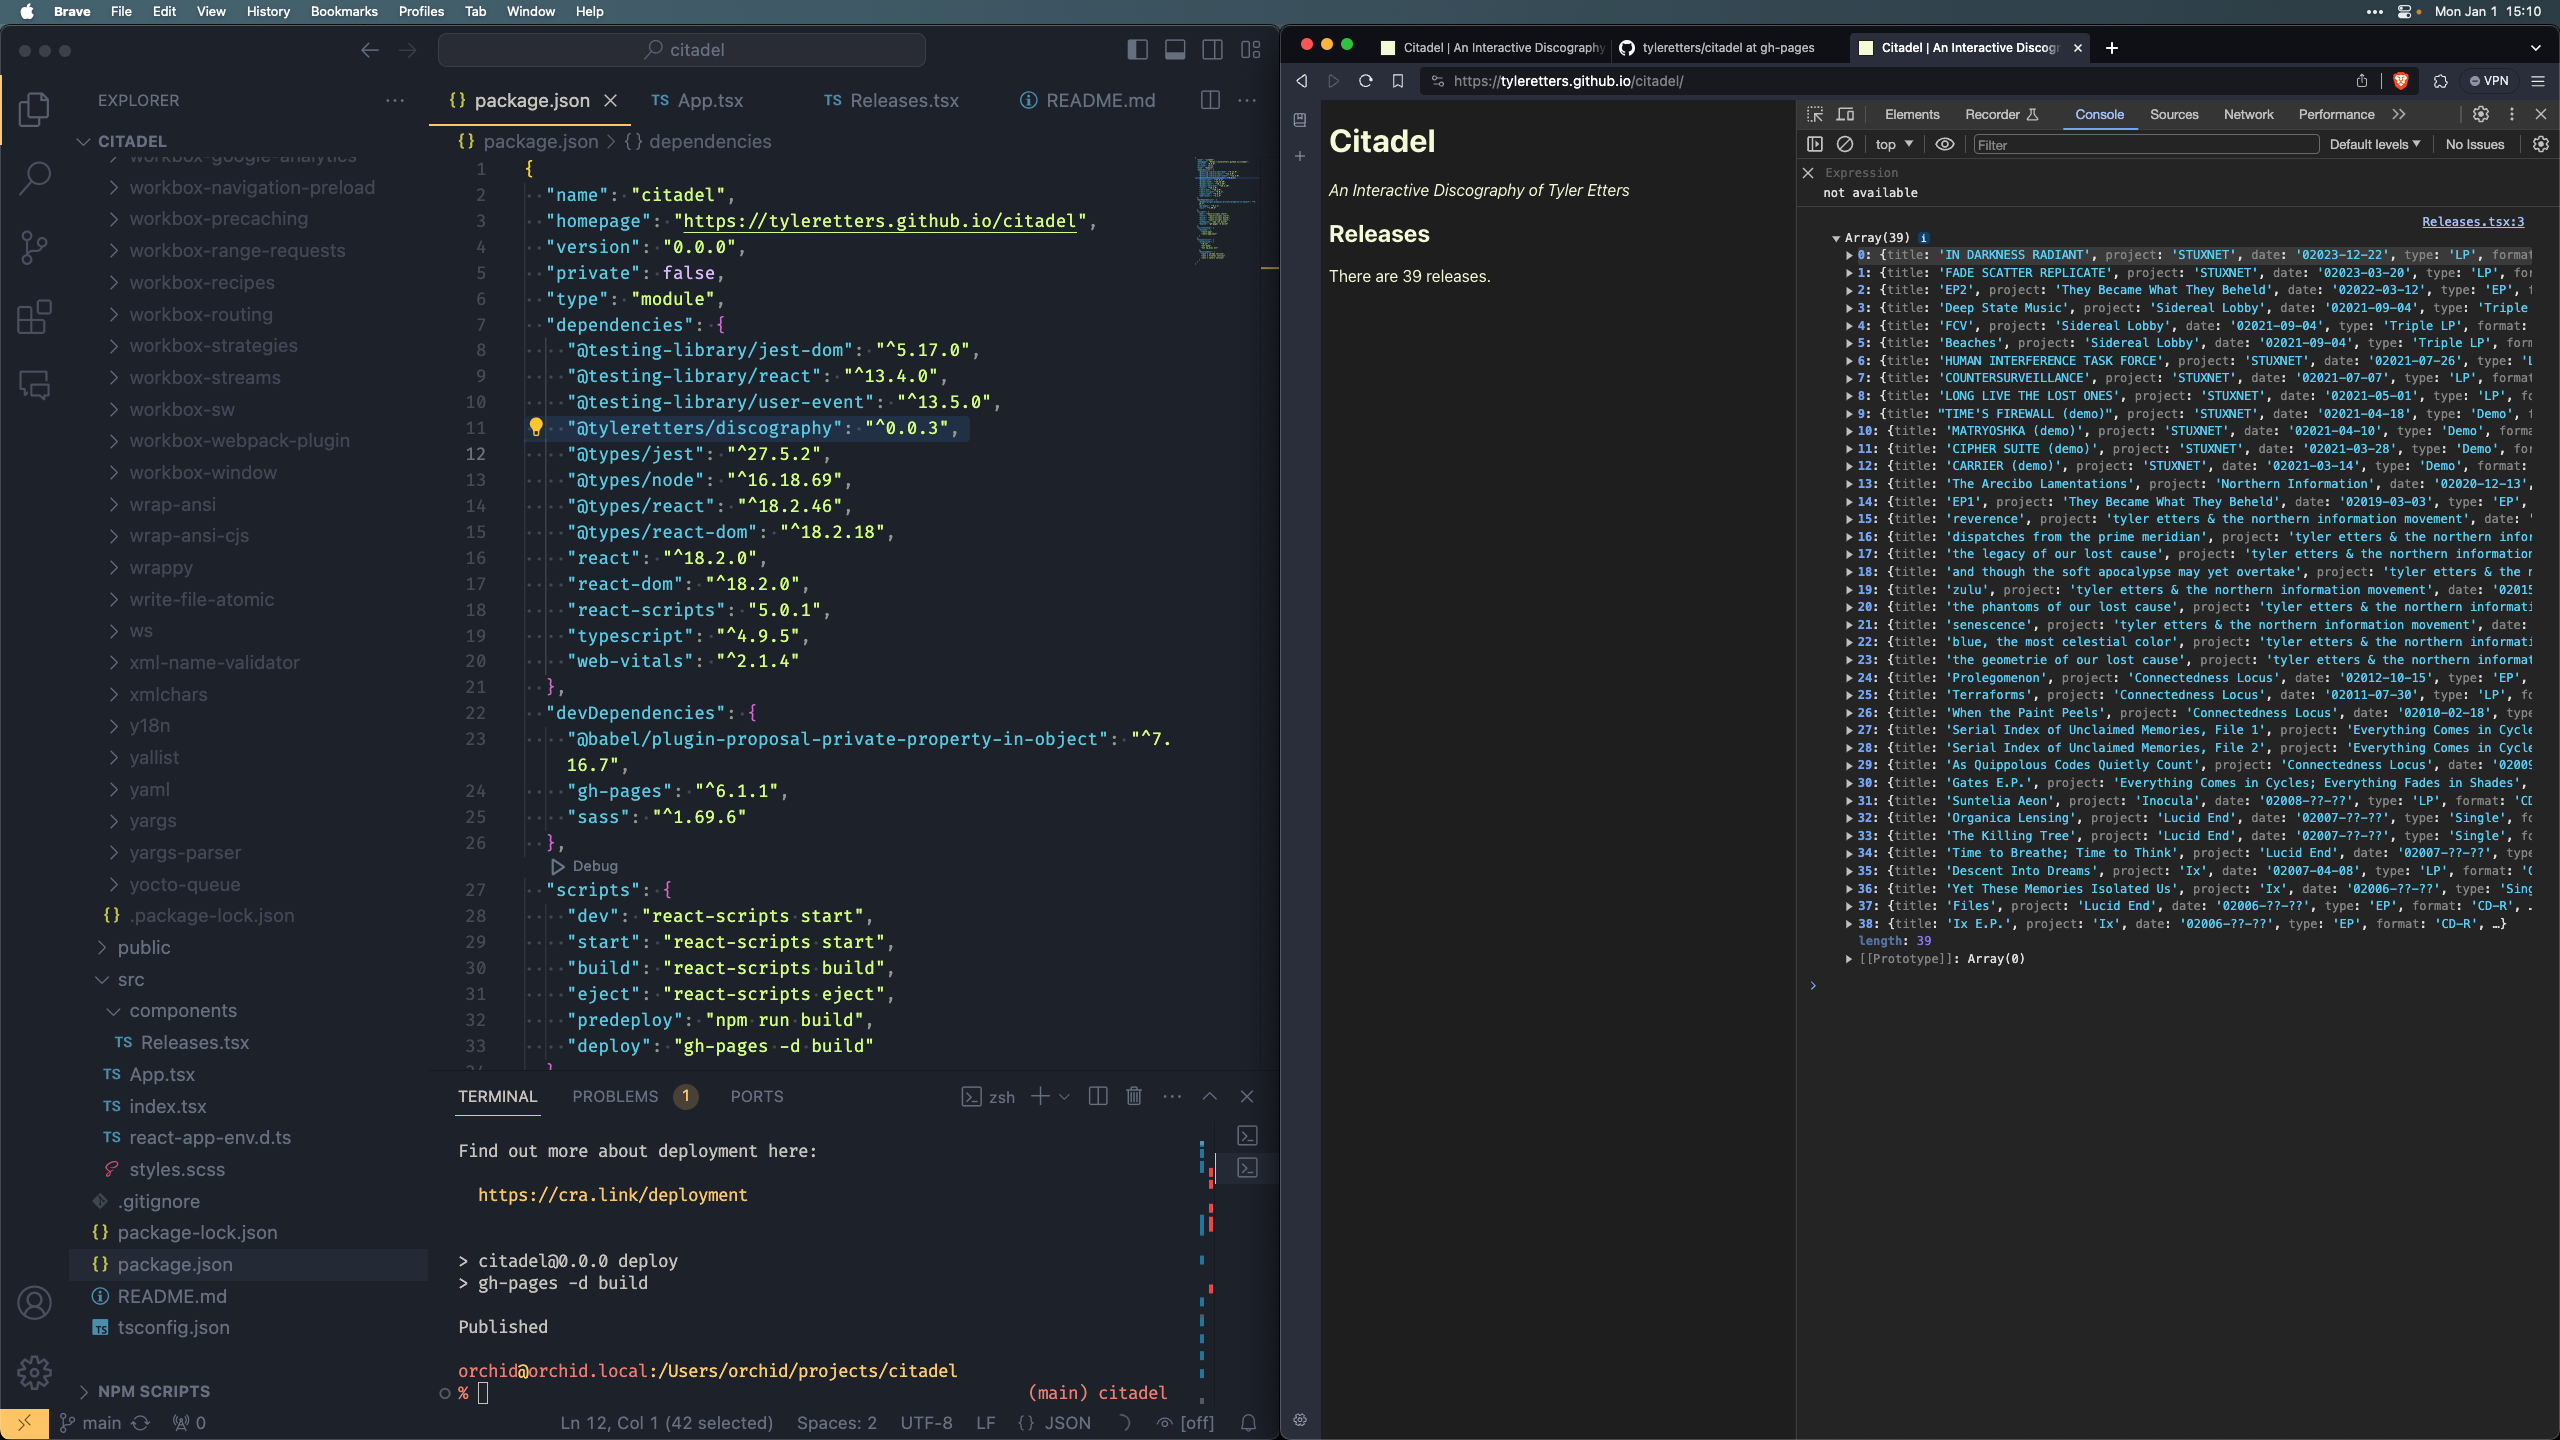 Brave File Edit View History Bookmarks Profiles Tab Window Help
Mon Jan 1 15:10
citadel
EXPLORER
CITADEL
workbox-google-analytics
workbox-navigation-preload
workbox-precaching
workbox-range-requests
workbox-recipes
workbox-routing
workbox-strategies
workbox-streams
workbox-sw
workbox-webpack-plugin
workbox-window
wrap-ansi
wrap-ansi-cjs
wrappy
write-file-atomic
ws
xml-name-validator
xmlchars
y18n
yallist
yaml
yargs
yargs-parser
yocto-queue
{} .package-lock.json
public
src
components
TS Releases.tsx
TS App.tsx
TS index.tsx
TS react-app-env.d.ts
styles.scss
.gitignore
{} package-lock.json
{} package.json
README.md
TS tsconfig.json
NPM SCRIPTS
{} package.json TS App.tsx TS Releases.tsx README.md
{} package.json > {} dependencies
1 {
2 "name": "citadel",
3 "homepage": "https://tyleretters.github.io/citadel",
4 "version": "0.0.0",
5 "private": false,
6 "type": "module",
7 "dependencies": {
8 "@testing-library/jest-dom": "^5.17.0",
9 "@testing-library/react": "^13.4.0",
10 "@testing-library/user-event": "^13.5.0",
11 "@tyleretters/discography": "^0.0.3",
12 "@types/jest": "^27.5.2",
13 "@types/node": "^16.18.69",
14 "@types/react": "^18.2.46",
15 "@types/react-dom": "^18.2.18",
16 "react": "^18.2.0",
17 "react-dom": "^18.2.0",
18 "react-scripts": "5.0.1",
19 "typescript": "^4.9.5",
20 "web-vitals": "^2.1.4"
21 },
22 "devDependencies": {
23 "@babel/plugin-proposal-private-property-in-object": "^7.
16.7",
24 "gh-pages": "^6.1.1",
25 "sass": "^1.69.6"
26 },
Debug
27 "scripts": {
28 "dev": "react-scripts start",
29 "start": "react-scripts start",
30 "build": "react-scripts build",
31 "eject": "react-scripts eject",
32 "predeploy": "npm run build",
33 "deploy": "gh-pages -d build"
TERMINAL PROBLEMS 1 PORTS
zsh
Find out more about deployment here:
https://cra.link/deployment
> citadel@0.0.0 deploy
> gh-pages -d build
Published
orchid@orchid.local:/Users/orchid/projects/citadel
% (main) citadel
main 0 Ln 12, Col 1 (42 selected) Spaces: 2 UTF-8 LF {} JSON [off]
Citadel | An Interactive Discography tyleretters/citadel at gh-pages Citadel | An Interactive Discogr
https://tyleretters.github.io/citadel/
VPN
Citadel
An Interactive Discography of Tyler Etters
Releases
There are 39 releases.
Elements Recorder Console Sources Network Performance
top Filter Default levels No Issues
Expression
not available
Releases.tsx:3
Array(39) i
0: {title: 'IN DARKNESS RADIANT', project: 'STUXNET', date: '02023-12-22', type: 'LP', format
1: {title: 'FADE SCATTER REPLICATE', project: 'STUXNET', date: '02023-03-20', type: 'LP', for
2: {title: 'EP2', project: 'They Became What They Beheld', date: '02022-03-12', type: 'EP', f
3: {title: 'Deep State Music', project: 'Sidereal Lobby', date: '02021-09-04', type: 'Triple
4: {title: 'FCV', project: 'Sidereal Lobby', date: '02021-09-04', type: 'Triple LP', format:
5: {title: 'Beaches', project: 'Sidereal Lobby', date: '02021-09-04', type: 'Triple LP', form
6: {title: 'HUMAN INTERFERENCE TASK FORCE', project: 'STUXNET', date: '02021-07-26', type: 'L
7: {title: 'COUNTERSURVEILLANCE', project: 'STUXNET', date: '02021-07-07', type: 'LP', format
8: {title: 'LONG LIVE THE LOST ONES', project: 'STUXNET', date: '02021-05-01', type: 'LP', fo
9: {title: "TIME'S FIREWALL (demo)", project: 'STUXNET', date: '02021-04-18', type: 'Demo', f
10: {title: 'MATRYOSHKA (demo)', project: 'STUXNET', date: '02021-04-10', type: 'Demo', forma
11: {title: 'CIPHER SUITE (demo)', project: 'STUXNET', date: '02021-03-28', type: 'Demo', for
12: {title: 'CARRIER (demo)', project: 'STUXNET', date: '02021-03-14', type: 'Demo', format:
13: {title: 'The Arecibo Lamentations', project: 'Northern Information', date: '02020-12-13',
14: {title: 'EP1', project: 'They Became What They Beheld', date: '02019-03-03', type: 'EP',
15: {title: 'reverence', project: 'tyler etters & the northern information movement', date: '
16: {title: 'dispatches from the prime meridian', project: 'tyler etters & the northern infor
17: {title: 'the legacy of our lost cause', project: 'tyler etters & the northern information
18: {title: 'and though the soft apocalypse may yet overtake', project: 'tyler etters & the n
19: {title: 'zulu', project: 'tyler etters & the northern information movement', date: '02015
20: {title: 'the phantoms of our lost cause', project: 'tyler etters & the northern informati
21: {title: 'senescence', project: 'tyler etters & the northern information movement', date:
22: {title: 'blue, the most celestial color', project: 'tyler etters & the northern informati
23: {title: 'the geometrie of our lost cause', project: 'tyler etters & the northern informat
24: {title: 'Prolegomenon', project: 'Connectedness Locus', date: '02012-10-15', type: 'EP',
25: {title: 'Terraforms', project: 'Connectedness Locus', date: '02011-07-30', type: 'LP', fo
26: {title: 'When the Paint Peels', project: 'Connectedness Locus', date: '02010-02-18', type
27: {title: 'Serial Index of Unclaimed Memories, File 1', project: 'Everything Comes in Cycle
28: {title: 'Serial Index of Unclaimed Memories, File 2', project: 'Everything Comes in Cycle
29: {title: 'As Quippolous Codes Quietly Count', project: 'Connectedness Locus', date: '02009
30: {title: 'Gates E.P.', project: 'Everything Comes in Cycles; Everything Fades in Shades',
31: {title: 'Suntelia Aeon', project: 'Inocula', date: '02008-??-??', type: 'LP', format: 'CD
32: {title: 'Organica Lensing', project: 'Lucid End', date: '02007-??-??', type: 'Single', fo
33: {title: 'The Killing Tree', project: 'Lucid End', date: '02007-??-??', type: 'Single', fo
34: {title: 'Time to Breathe; Time to Think', project: 'Lucid End', date: '02007-??-??', type
35: {title: 'Descent Into Dreams', project: 'Ix', date: '02007-04-08', type: 'LP', format: 'C
36: {title: 'Yet These Memories Isolated Us', project: 'Ix', date: '02006-??-??', type: 'Sing
37: {title: 'Files', project: 'Lucid End', date: '02006-??-??', type: 'EP', format: 'CD-R', …
38: {title: 'Ix E.P.', project: 'Ix', date: '02006-??-??', type: 'EP', format: 'CD-R', …}
length: 39
[[Prototype]]: Array(0)